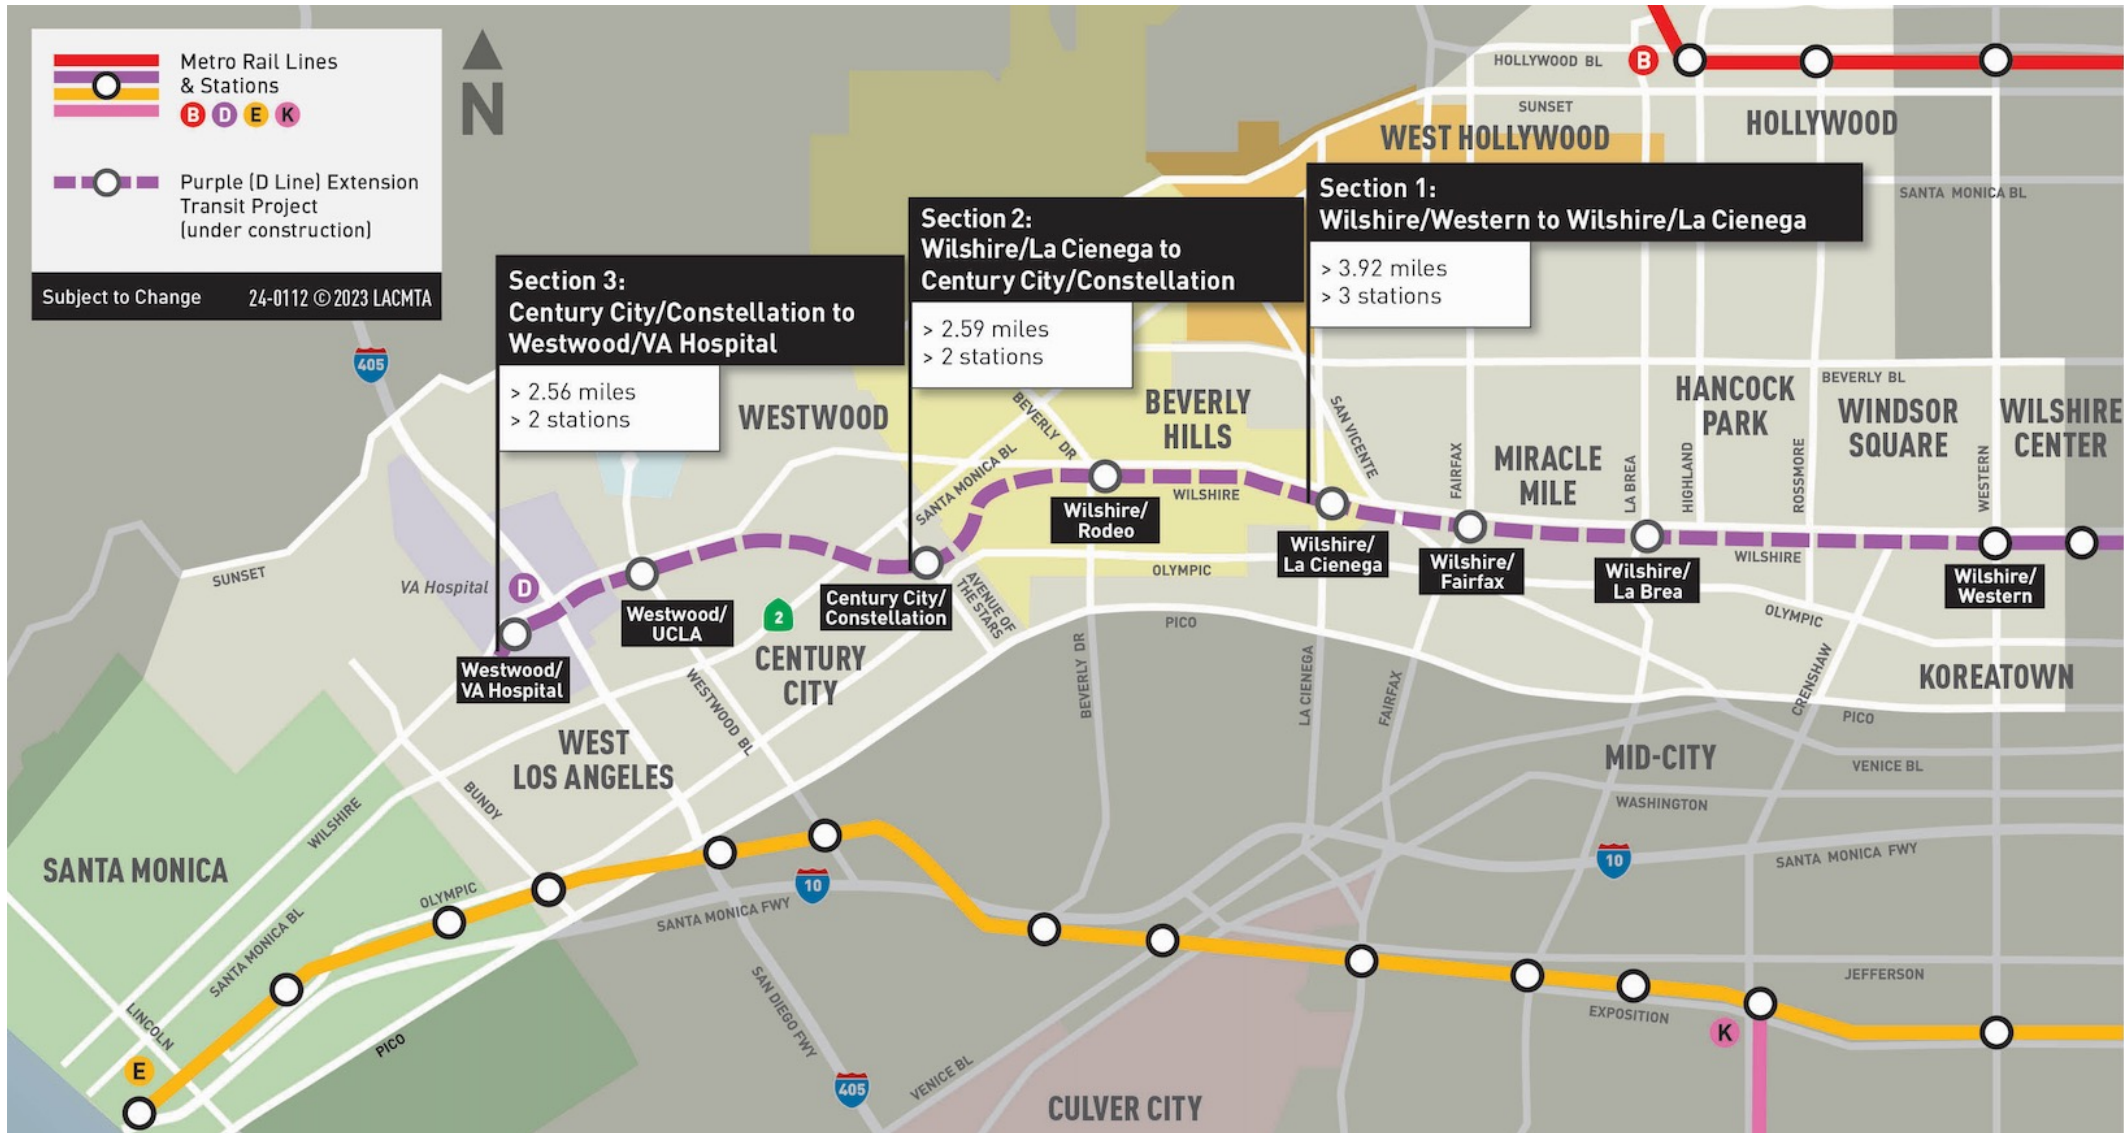 Metro Rail Lines
& Stations
B D E K
Purple (D Line) Extension
Transit Project
(under construction)
Subject to Change 24-0112 © 2023 LACMTA
N
Section 3:
Century City/Constellation to
Westwood/VA Hospital
> 2.56 miles
> 2 stations
Section 2:
Wilshire/La Cienega to
Century City/Constellation
> 2.59 miles
> 2 stations
Section 1:
Wilshire/Western to Wilshire/La Cienega
> 3.92 miles
> 3 stations
HOLLYWOOD BL
B
SUNSET
WEST HOLLYWOOD
HOLLYWOOD
SANTA MONICA BL
405
WESTWOOD
BEVERLY DR
BEVERLY
HILLS
SAN VICENTE
FAIRFAX
MIRACLE
MILE
LA BREA
HIGHLAND
HANCOCK
PARK
ROSSMORE
BEVERLY BL
WINDSOR
SQUARE
WESTERN
WILSHIRE
CENTER
SANTA MONICA BL
WILSHIRE
Wilshire/
Rodeo
Wilshire/
La Cienega
Wilshire/
Fairfax
Wilshire/
La Brea
WILSHIRE
Wilshire/
Western
SUNSET
VA Hospital
D
Westwood/
VA Hospital
Westwood/
UCLA
2
Century City/
Constellation
AVENUE OF
THE STARS
OLYMPIC
PICO
OLYMPIC
CENTURY
CITY
WESTWOOD BL
BEVERLY DR
LA CIENEGA
FAIRFAX
CRENSHAW
KOREATOWN
PICO
WEST
LOS ANGELES
BUNDY
WILSHIRE
MID-CITY
VENICE BL
WASHINGTON
SANTA MONICA
OLYMPIC
SANTA MONICA BL
10
SANTA MONICA FWY
10
SANTA MONICA FWY
LINCOLN
PICO
E
SAN DIEGO FWY
405
VENICE BL
CULVER CITY
JEFFERSON
EXPOSITION
K